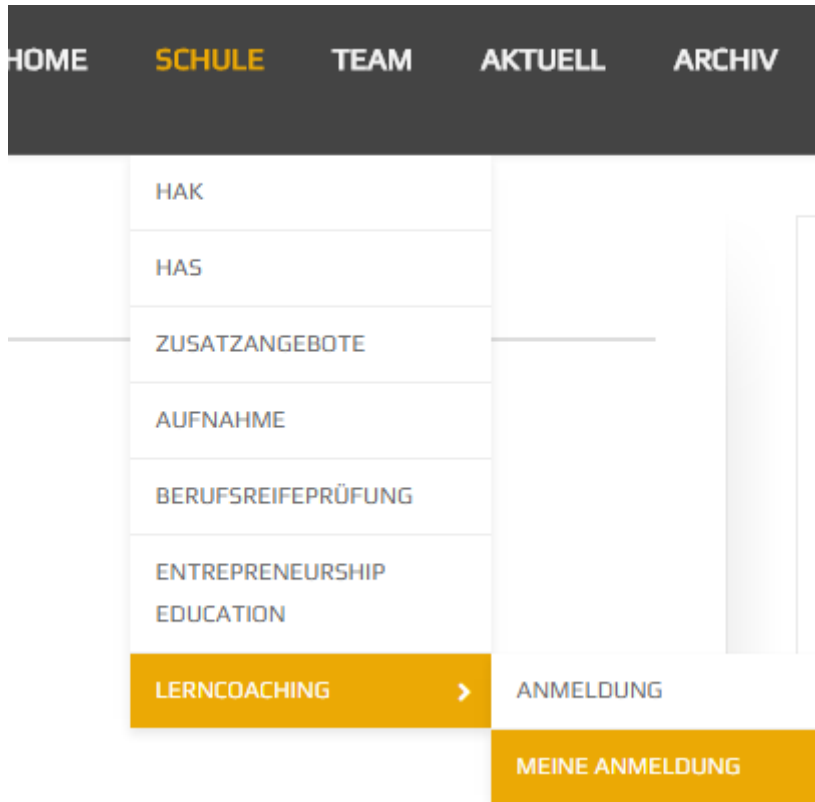 HOME SCHULE TEAM AKTUELL ARCHIV
HAK
HAS
ZUSATZANGEBOTE
AUFNAHME
BERUFSREIFEPRÜFUNG
ENTREPRENEURSHIP
EDUCATION
LERNCOACHING
ANMELDUNG
MEINE ANMELDUNG